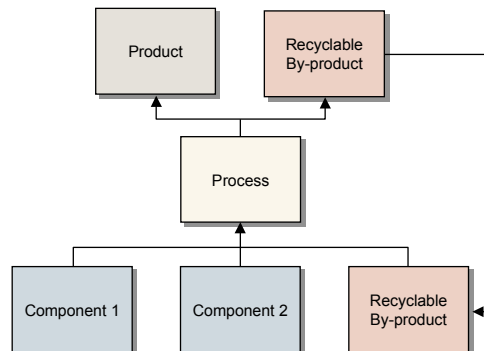 Product
Recyclable
By-product
Process
Component 1
Component 2
Recyclable
By-product